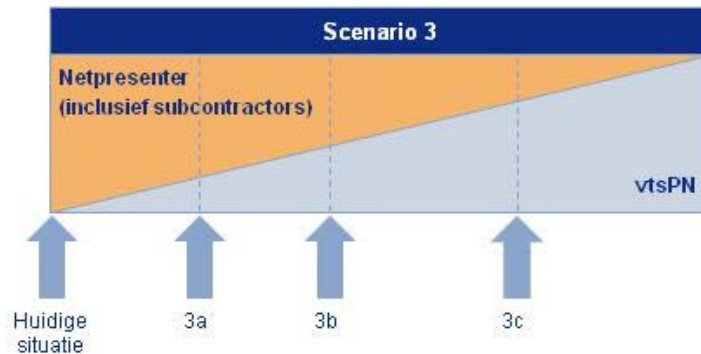 Scenario 3
Netpresenter
(inclusief subcontractors)
vtsPN
Huidige
situatie
3a
3b
3c